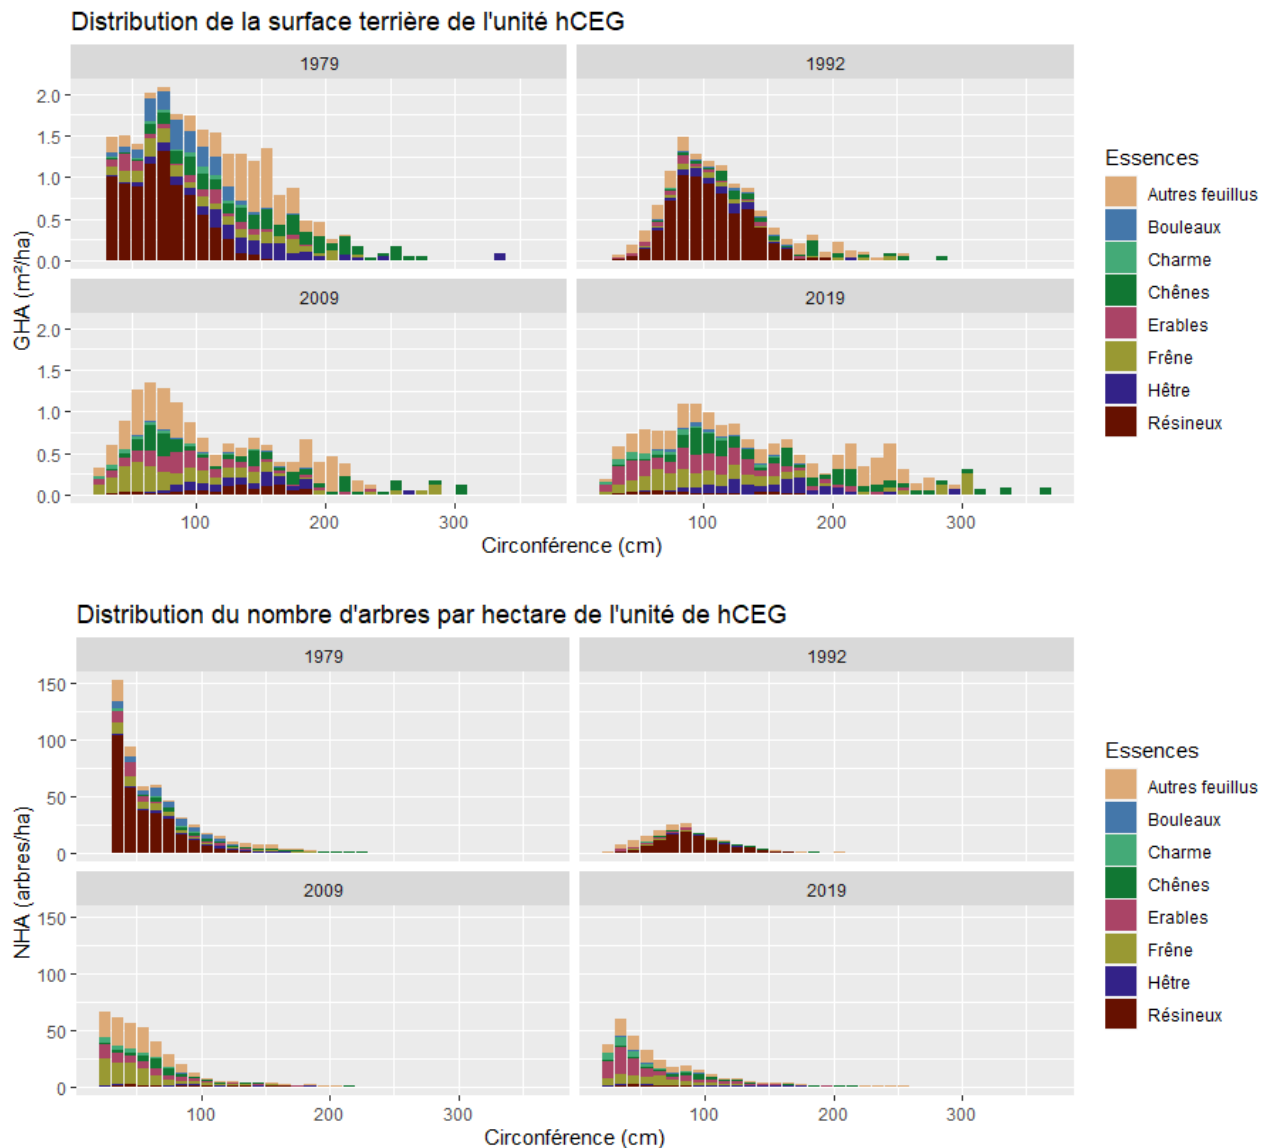 Distribution de la surface terrière de l'unité hCEG
1979
1992
2.0
1.5
1.0
0.5
0.0
2009
2019
2.0
1.5
1.0
0.5
0.0
GHA (m²/ha)
100
200
300
100
200
300
Circonférence (cm)
Essences
Autres feuillus
Bouleaux
Charme
Chênes
Erables
Frêne
Hêtre
Résineux
Distribution du nombre d'arbres par hectare de l'unité de hCEG
1979
1992
150
100
50
0
2009
2019
150
100
50
0
NHA (arbres/ha)
100
200
300
100
200
300
Circonférence (cm)
Essences
Autres feuillus
Bouleaux
Charme
Chênes
Erables
Frêne
Hêtre
Résineux